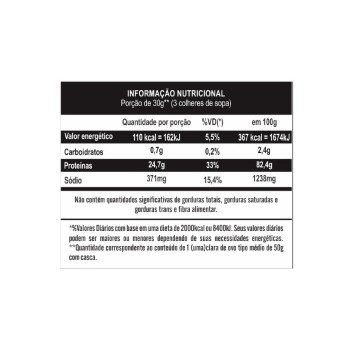 INFORMAÇÃO NUTRICIONAL
Porção de 30g** (3 colheres de sopa)
Quantidade por porção %VD(*) em 100g
Valor energético 110 kcal = 162kJ 5,5% 367 kcal = 1674kJ
Carboidratos 0,7g 0,2% 2,4g
Proteínas 24,7g 33% 82,4g
Sódio 371mg 15,4% 1238mg
Não contém quantidades significativas de gorduras totais, gorduras saturadas e
gorduras trans e fibra alimentar.
*%Valores Diários com base em uma dieta de 2000kcal ou 8400kJ. Seus valores diários
podem ser maiores ou menores dependendo de suas necessidades energéticas.
**Quantidade correspondente ao conteúdo de 1 (uma)clara de ovo tipo médio de 50g
com casca.